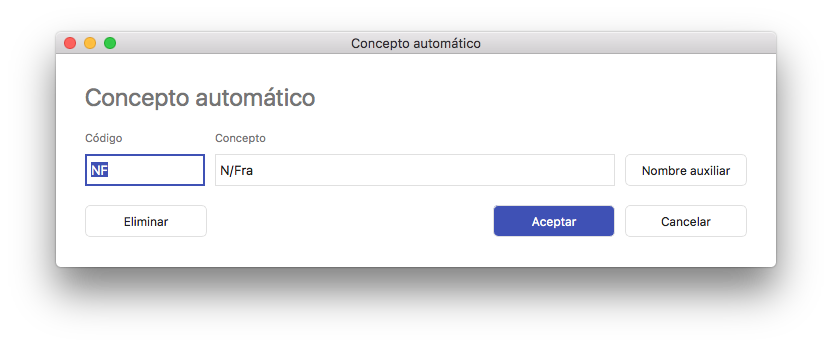 Concepto automático
Concepto automático
Código Concepto
NF N/Fra Nombre auxiliar
Eliminar Aceptar Cancelar